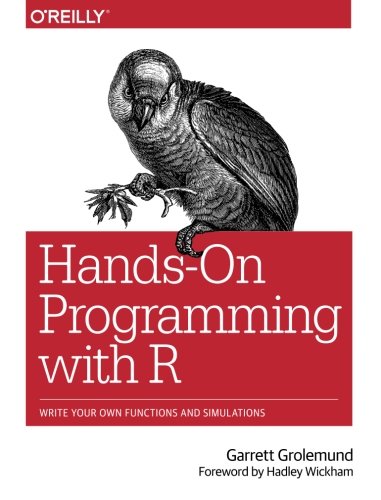 O'REILLY®
Hands-On
Programming
with R
WRITE YOUR OWN FUNCTIONS AND SIMULATIONS
Garrett Grolemund
Foreword by Hadley Wickham